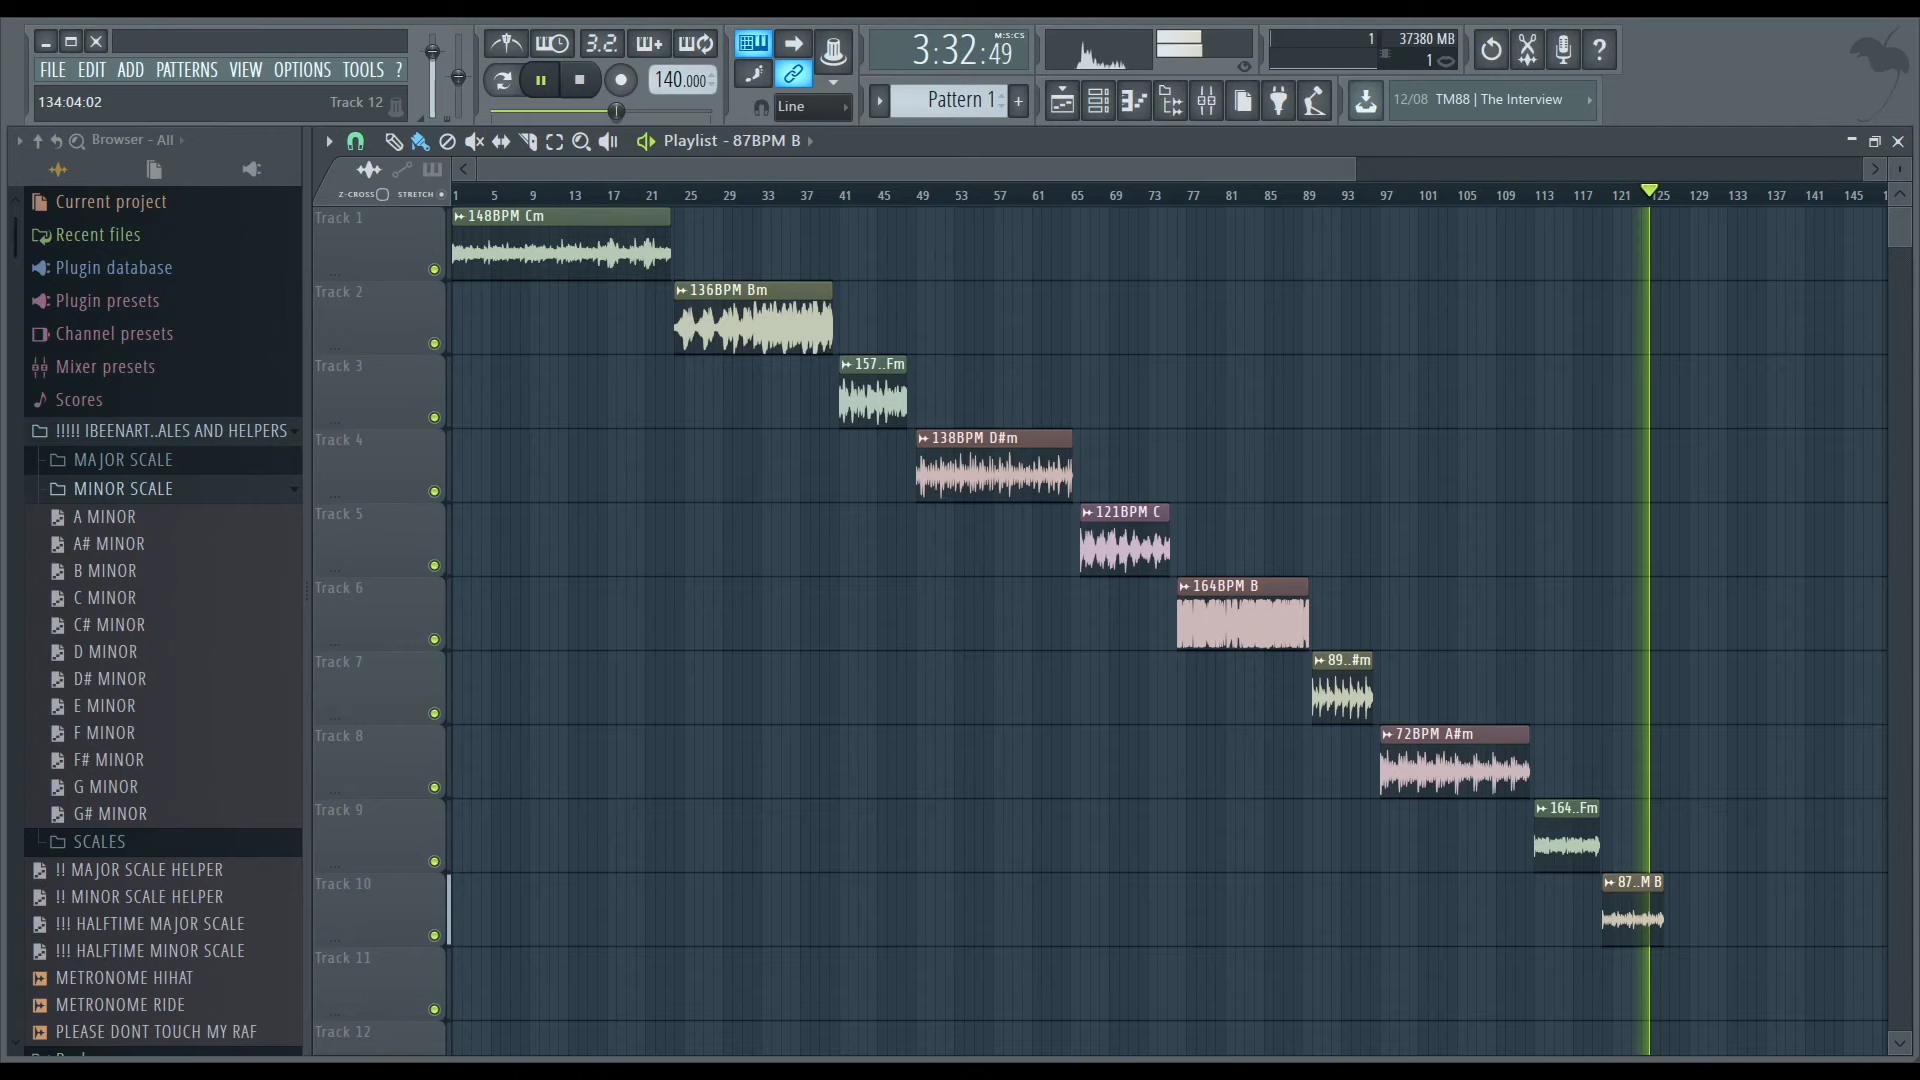 FILE EDIT ADD PATTERNS VIEW OPTIONS TOOLS ?
134:04:02 Track 12
3.2.
140.000
Line
3:32:49 M:S:CS
Pattern 1 +
1 37380 MB
1
?
12/08 TM88 | The Interview
Browser - All
Playlist - 87BPM B
Z-CROSS STRETCH
1 5 9 13 17 21 25 29 33 37 41 45 49 53 57 61 65 69 73 77 81 85 89 93 97 101 105 109 113 117 121 125 129 133 137 141 145
Current project
Recent files
Plugin database
Plugin presets
Channel presets
Mixer presets
Scores
!!!!! IBEENART..ALES AND HELPERS
MAJOR SCALE
MINOR SCALE
A MINOR
A# MINOR
B MINOR
C MINOR
C# MINOR
D MINOR
D# MINOR
E MINOR
F MINOR
F# MINOR
G MINOR
G# MINOR
SCALES
!! MAJOR SCALE HELPER
!! MINOR SCALE HELPER
!!! HALFTIME MAJOR SCALE
!!! HALFTIME MINOR SCALE
METRONOME HIHAT
METRONOME RIDE
PLEASE DONT TOUCH MY RAF
Track 1
148BPM Cm
Track 2
136BPM Bm
Track 3
157..Fm
Track 4
138BPM D#m
Track 5
121BPM C
Track 6
164BPM B
Track 7
89..#m
Track 8
72BPM A#m
Track 9
164..Fm
Track 10
87..M B
Track 11
Track 12